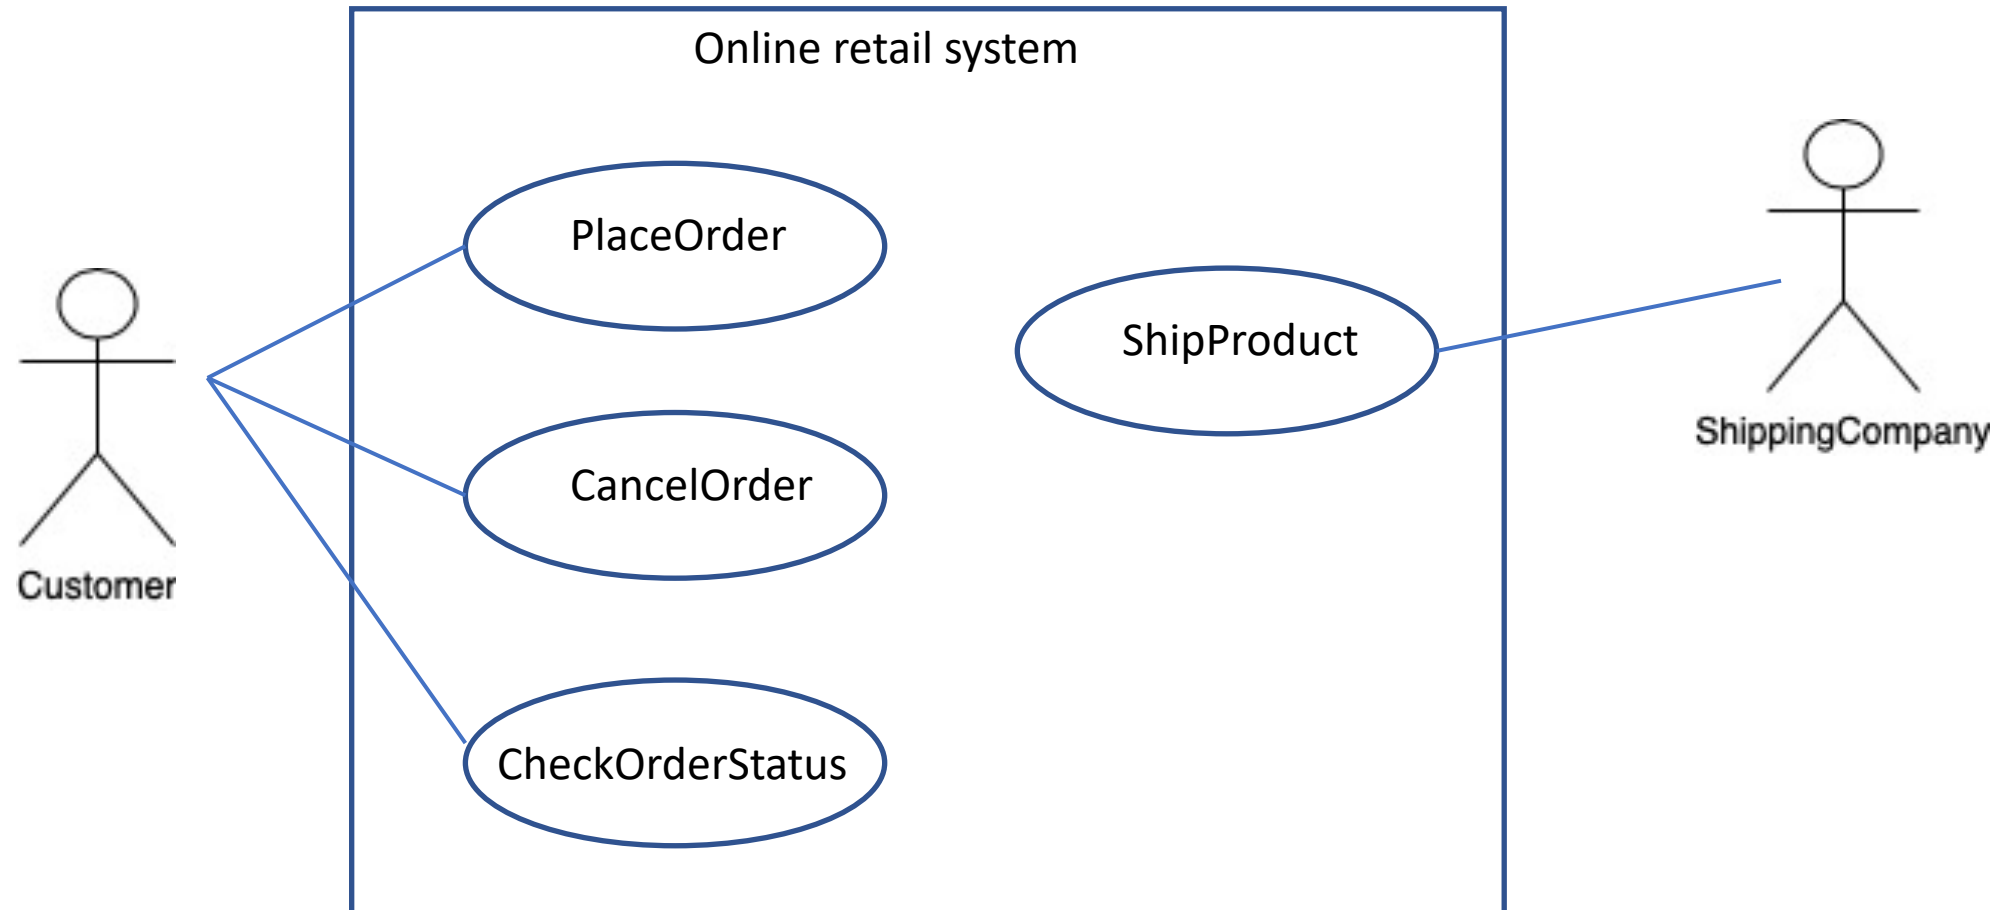 Online retail system
PlaceOrder
ShipProduct
ShippingCompany
CancelOrder
Customer
CheckOrderStatus